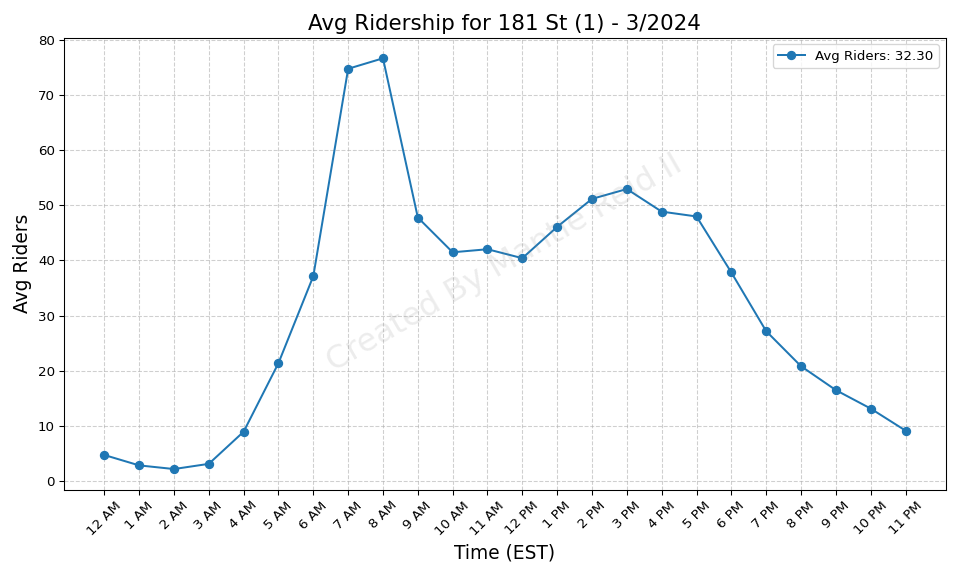 Avg Ridership for 181 St (1) - 3/2024
Avg Riders: 32.30
80
70
60
50
40
30
20
10
0
Avg Riders
Created By Mantie Reid II
12 AM
1 AM
2 AM
3 AM
4 AM
5 AM
6 AM
7 AM
8 AM
9 AM
10 AM
11 AM
12 PM
1 PM
2 PM
3 PM
4 PM
5 PM
6 PM
7 PM
8 PM
9 PM
10 PM
11 PM
Time (EST)